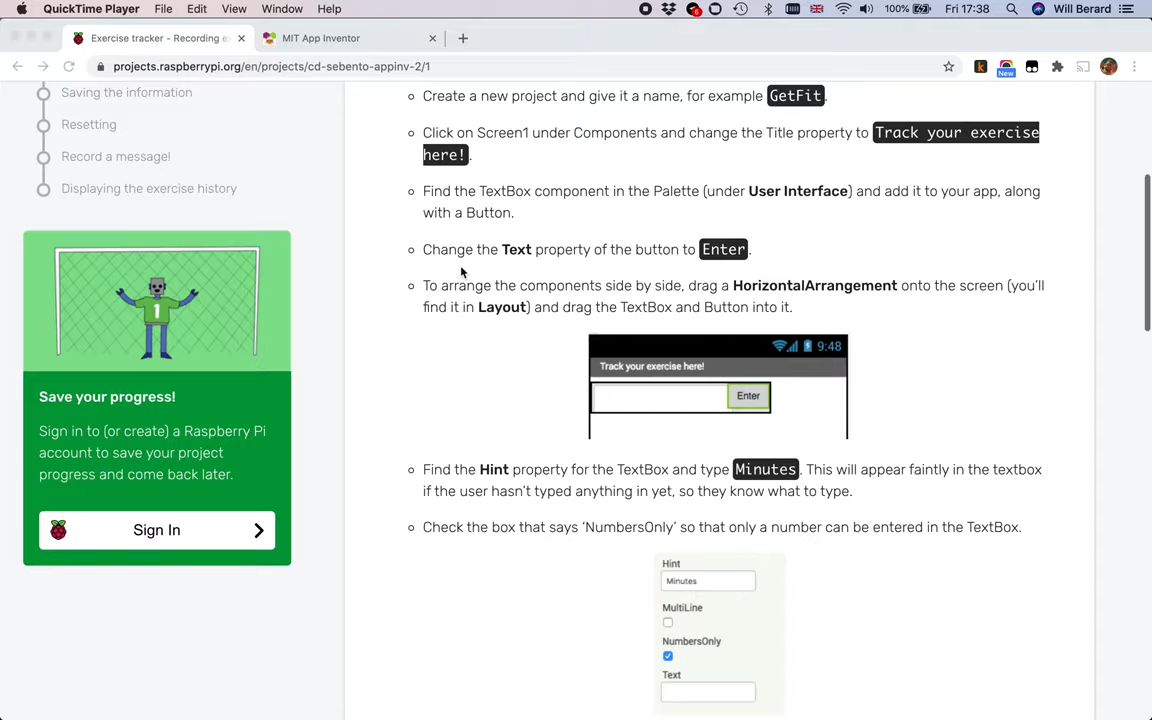 QuickTime Player File Edit View Window Help 6 100% Fri 17:38 Will Berard
Exercise tracker - Recording e MIT App Inventor
projects.raspberrypi.org/en/projects/cd-sebento-appinv-2/1 New
Saving the information
Resetting
Record a message!
Displaying the exercise history
1
Save your progress!
Sign in to (or create) a Raspberry Pi
account to save your project
progress and come back later.
Sign In
Create a new project and give it a name, for example GetFit.
Click on Screen1 under Components and change the Title property to Track your exercise
here!.
Find the TextBox component in the Palette (under User Interface) and add it to your app, along
with a Button.
Change the Text property of the button to Enter.
To arrange the components side by side, drag a HorizontalArrangement onto the screen (you'll
find it in Layout) and drag the TextBox and Button into it.
9:48
Track your exercise here!
Enter
Find the Hint property for the TextBox and type Minutes. This will appear faintly in the textbox
if the user hasn't typed anything in yet, so they know what to type.
Check the box that says ‘NumbersOnly’ so that only a number can be entered in the TextBox.
Hint
Minutes
MultiLine
NumbersOnly
Text